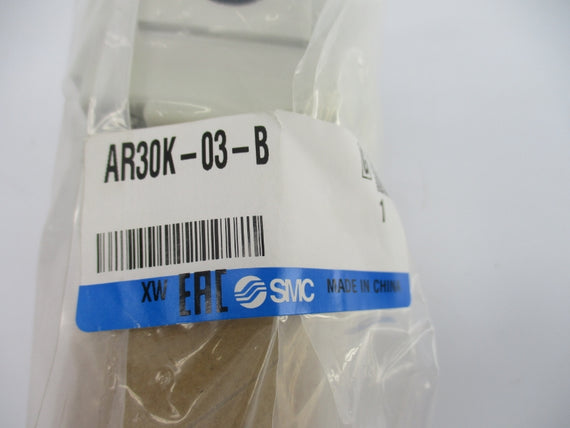 AR30K-03-B
1
XW EAC SMC MADE IN CHINA